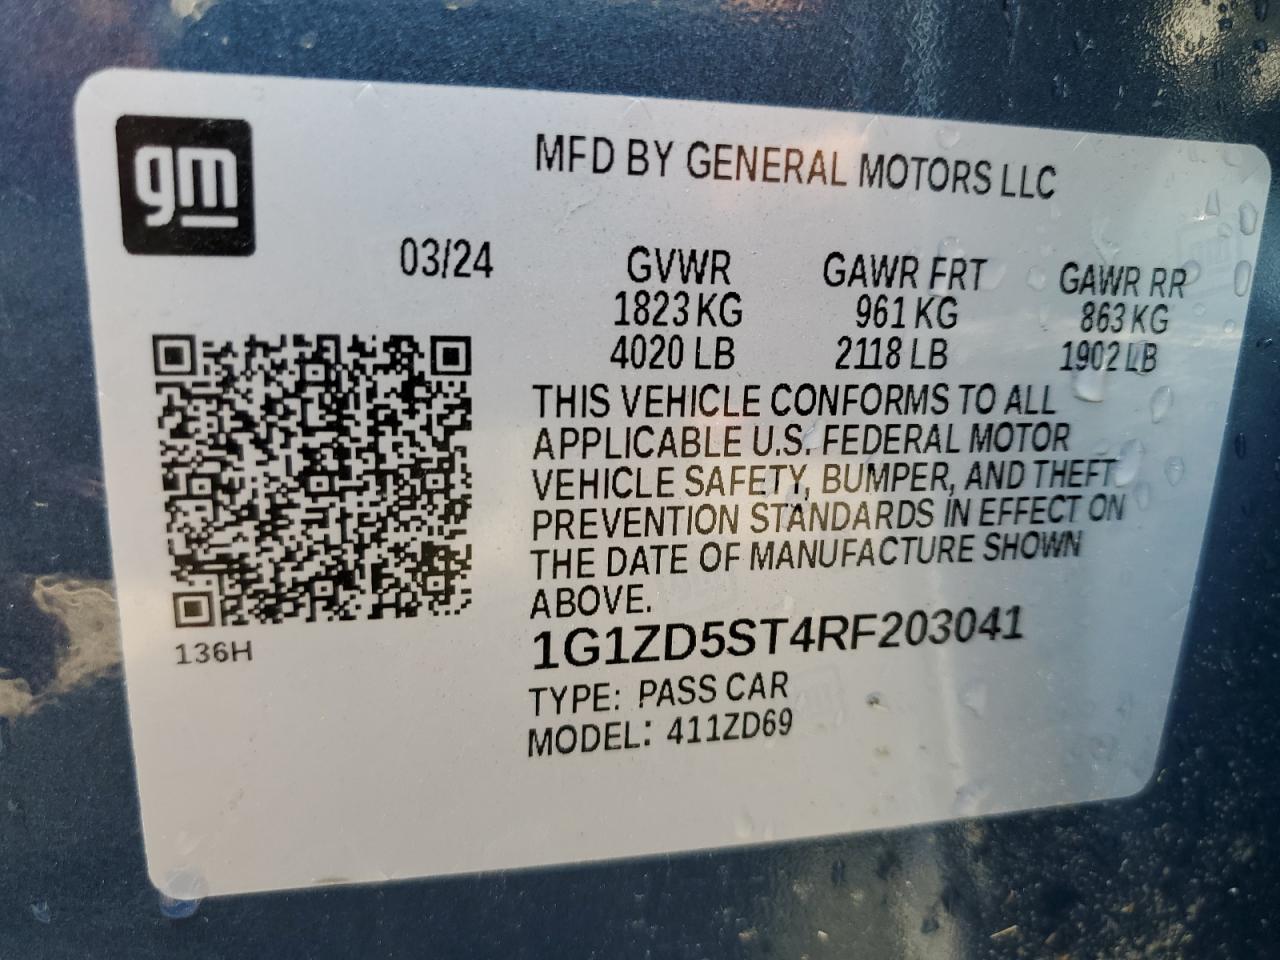 gm
MFD BY GENERAL MOTORS LLC
03/24
GVWR GAWR FRT GAWR RR
1823 KG 961 KG 863 KG
4020 LB 2118 LB 1902 LB
THIS VEHICLE CONFORMS TO ALL
APPLICABLE U.S. FEDERAL MOTOR
VEHICLE SAFETY, BUMPER, AND THEFT
PREVENTION STANDARDS IN EFFECT ON
THE DATE OF MANUFACTURE SHOWN
ABOVE.
136H
1G1ZD5ST4RF203041
TYPE: PASS CAR
MODEL: 411ZD69